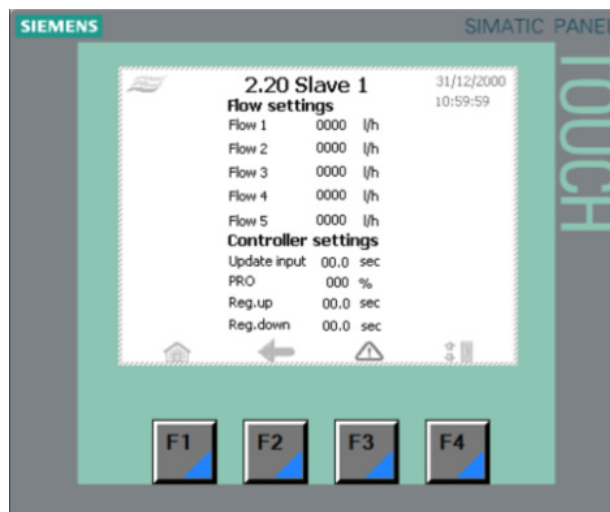 SIEMENS
SIMATIC PANEL
TOUCH
2.20 Slave 1
31/12/2000
10:59:59
Flow settings
Flow 1 0000 l/h
Flow 2 0000 l/h
Flow 3 0000 l/h
Flow 4 0000 l/h
Flow 5 0000 l/h
Controller settings
Update input 00.0 sec
PRO 000 %
Reg.up 00.0 sec
Reg.down 00.0 sec
F1 F2 F3 F4